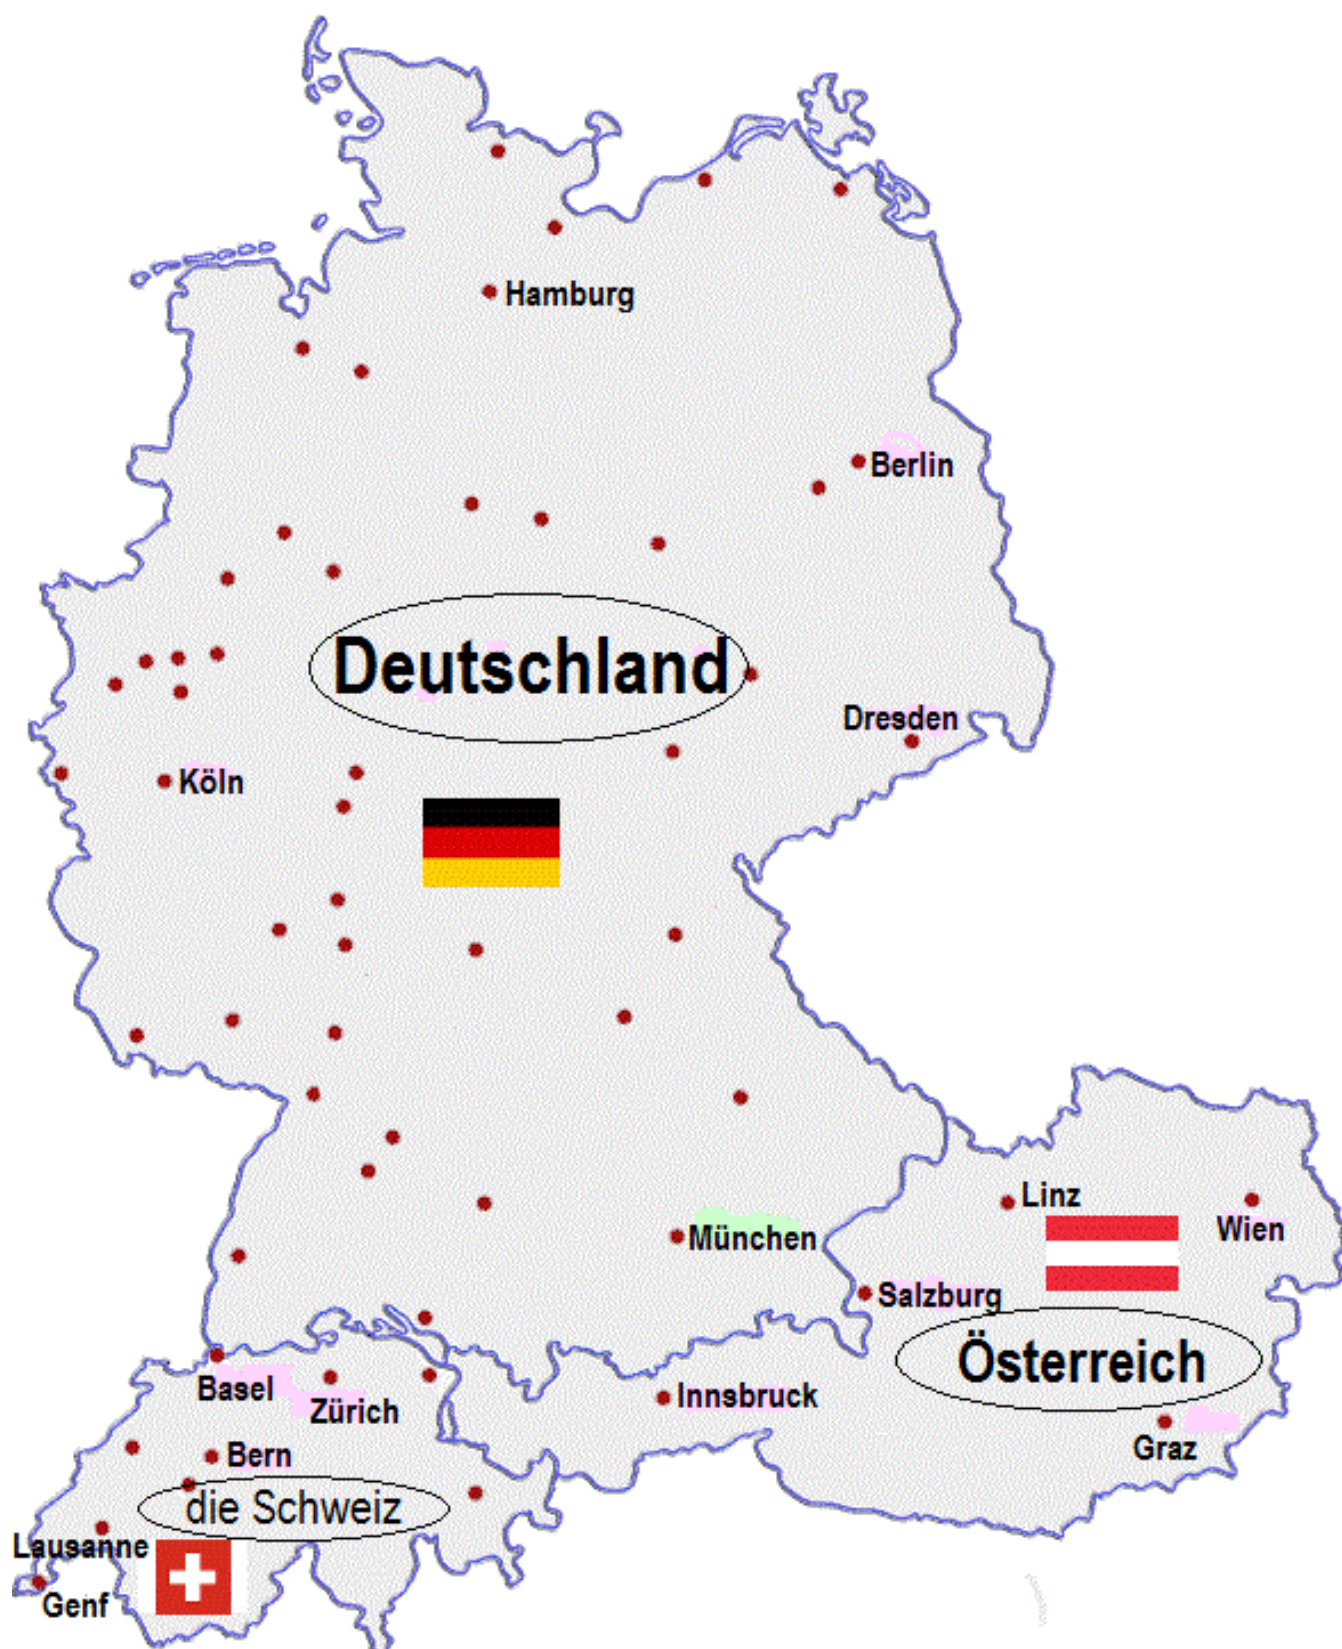 Hamburg
Berlin
Deutschland
Dresden
Köln
Linz
Wien
München
Salzburg
Österreich
Basel
Zürich
Innsbruck
Graz
Bern
die Schweiz
Lausanne
Genf